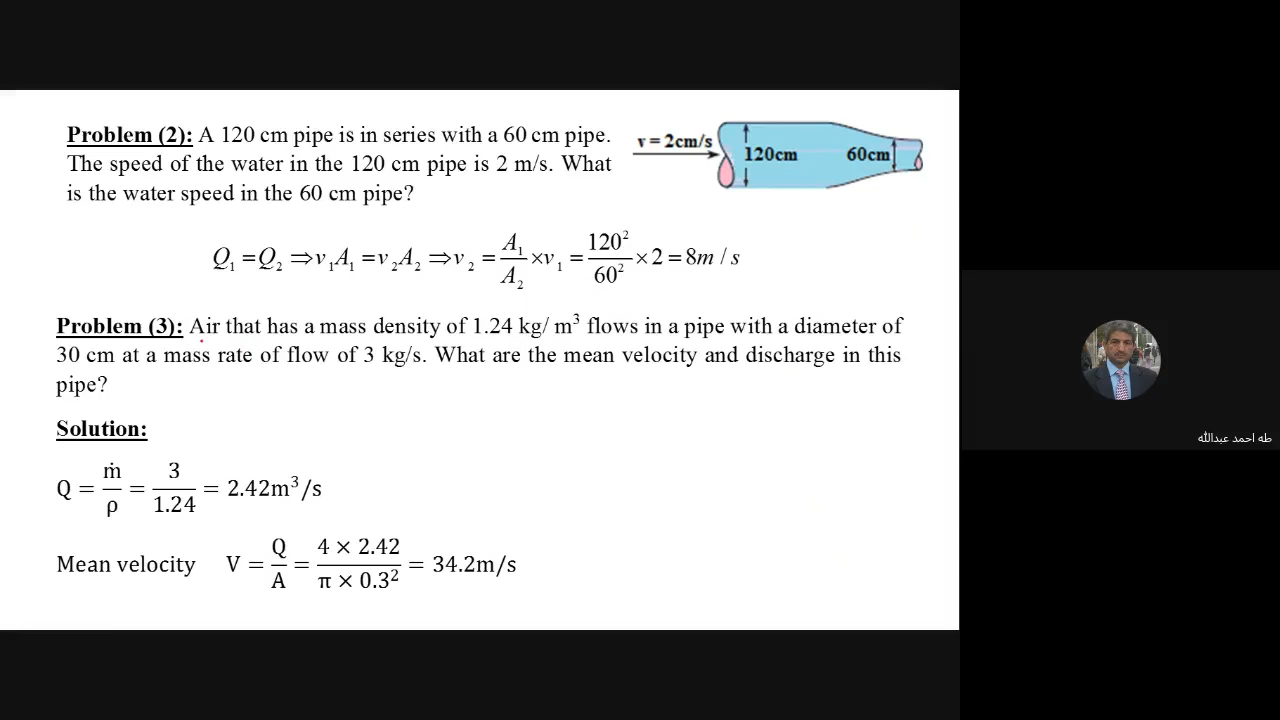 Problem (2): A 120 cm pipe is in series with a 60 cm pipe.
The speed of the water in the 120 cm pipe is 2 m/s. What
is the water speed in the 60 cm pipe?
v = 2cm/s
120cm
60cm
Q₁ = Q₂ ⇒ v₁A₁ = v₂A₂ ⇒ v₂ = A₁/A₂ × v₁ = 120²/60² × 2 = 8m / s
Problem (3): Air that has a mass density of 1.24 kg/ m³ flows in a pipe with a diameter of
30 cm at a mass rate of flow of 3 kg/s. What are the mean velocity and discharge in this
pipe?
Solution:
Q = ṁ/ρ = 3/1.24 = 2.42m³/s
Mean velocity V = Q/A = 4 × 2.42/π × 0.3² = 34.2m/s
طه احمد عبدالله